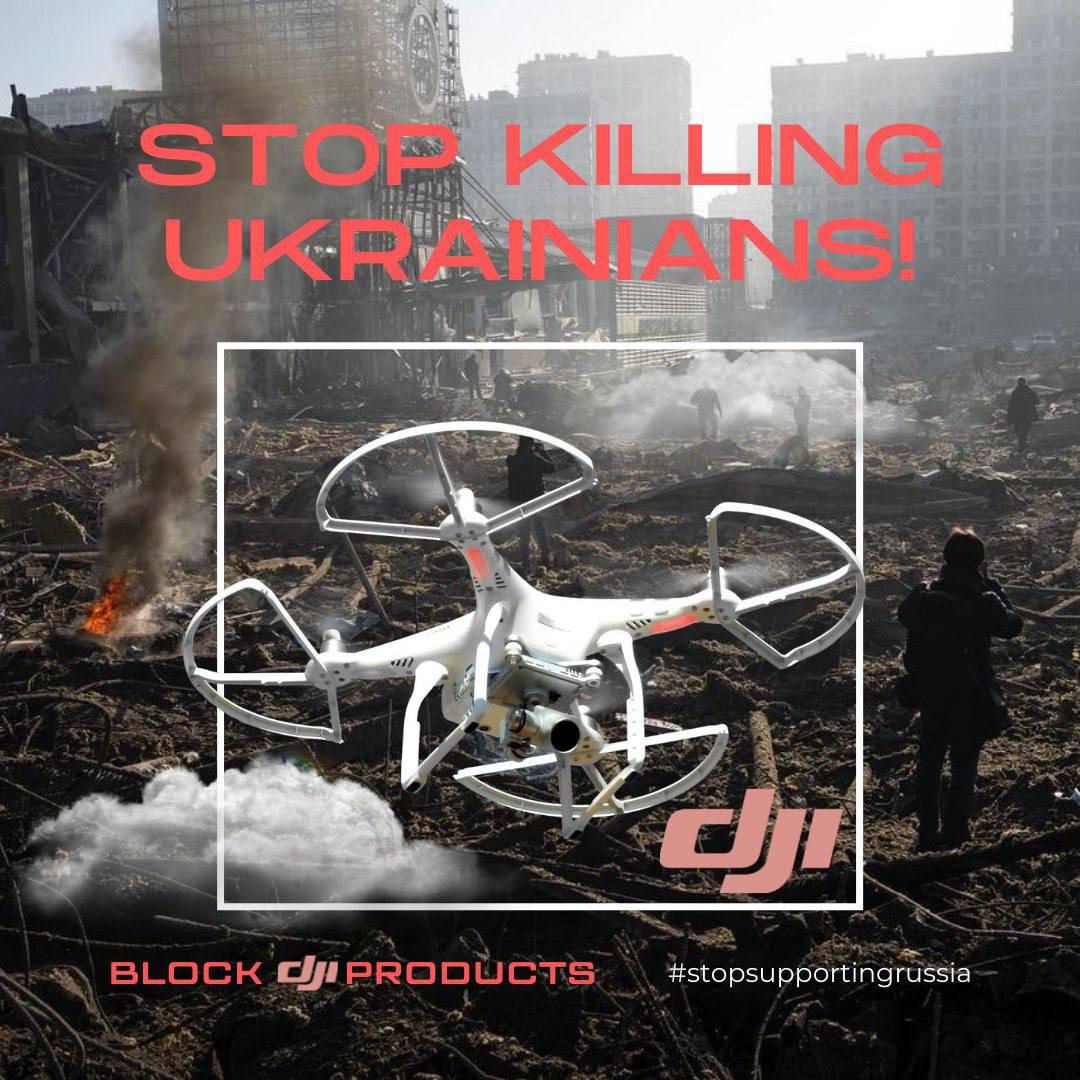 STOP KILLING
UKRAINIANS!
dji
BLOCK dji PRODUCTS
#stopsupportingrussia